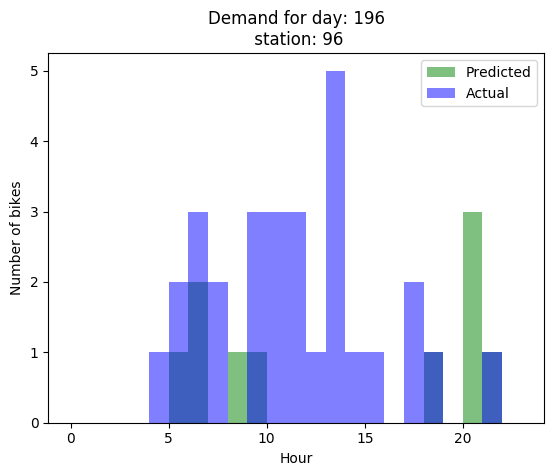 Demand for day: 196
station: 96
Predicted
Actual
Number of bikes
5
4
3
2
1
0
0
5
10
15
20
Hour